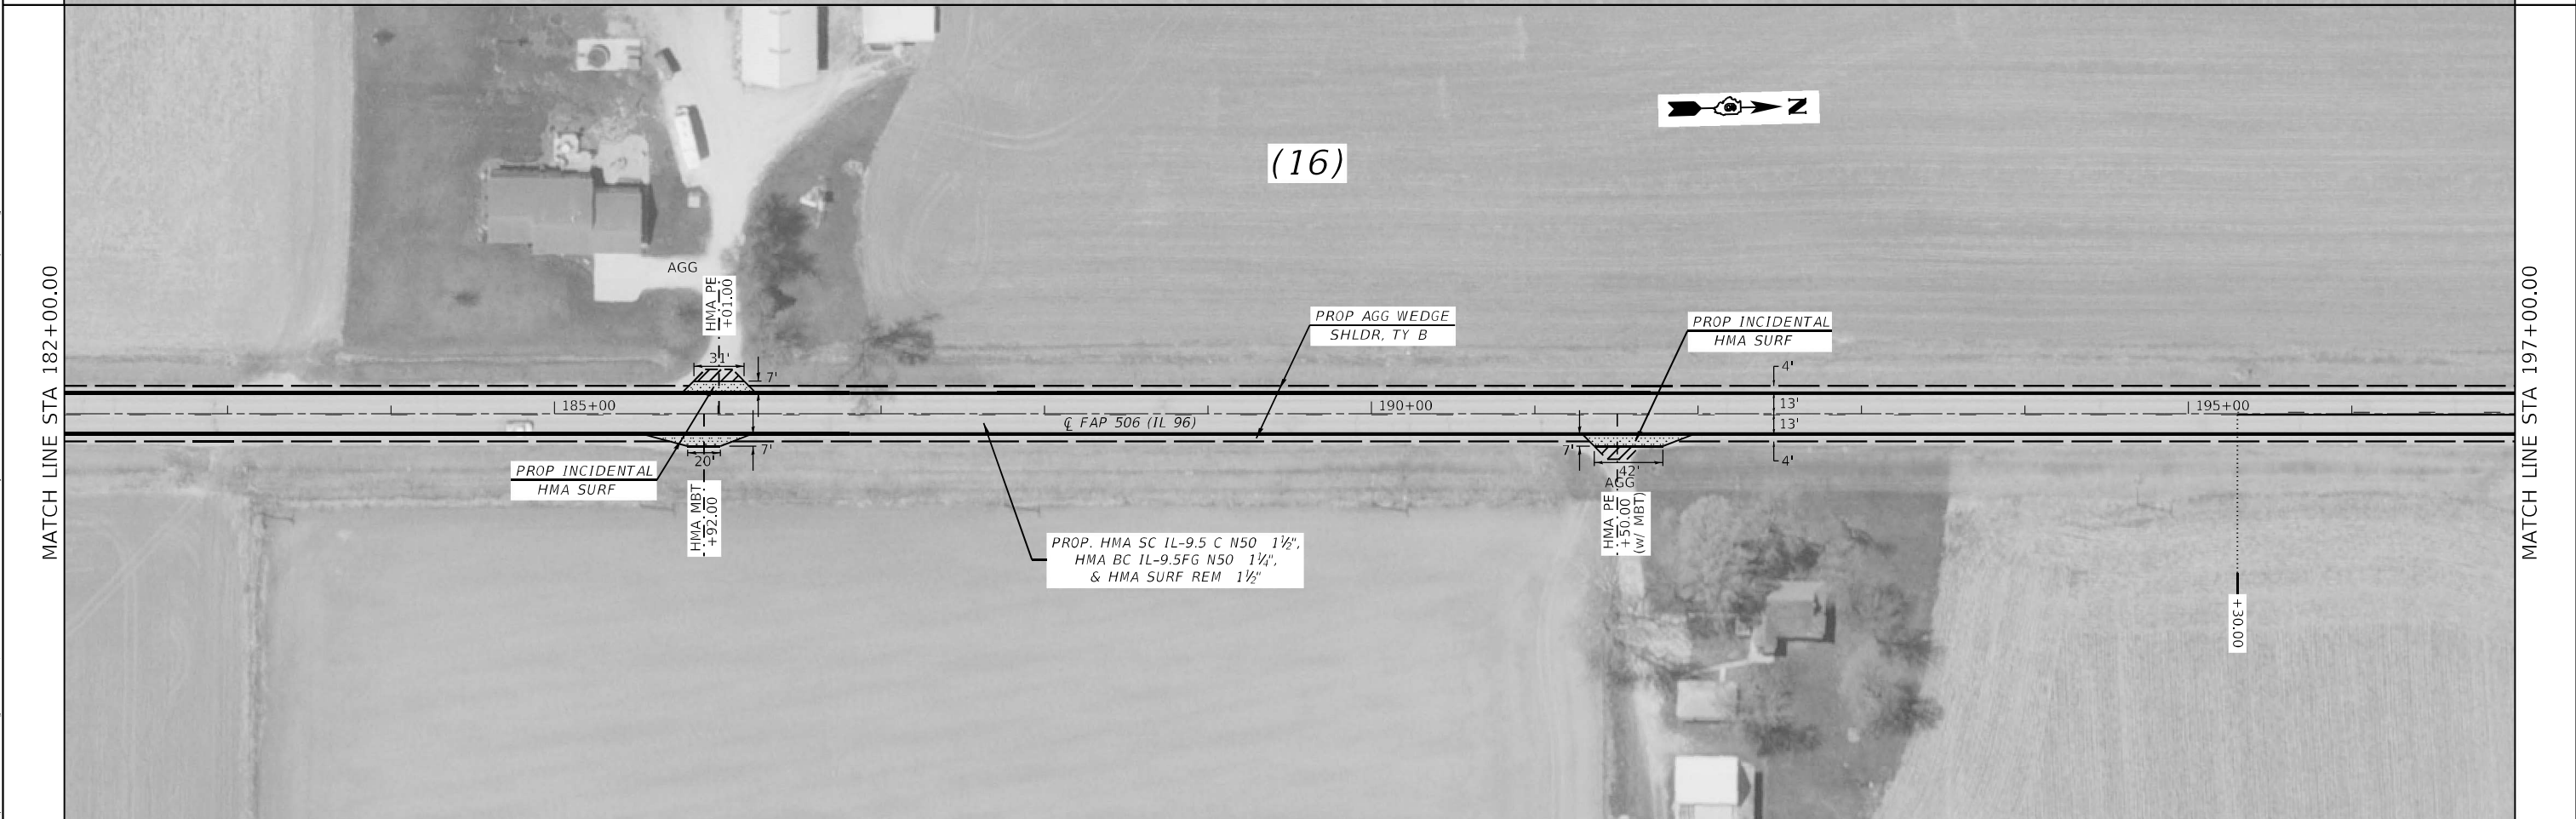 N
(16)
MATCH LINE STA 182+00.00
MATCH LINE STA 197+00.00
AGG
HMA PE
+01.00
PROP AGG WEDGE
SHLDR, TY B
PROP INCIDENTAL
HMA SURF
31'
7'
4'
185+00
190+00
13'
195+00
℄ FAP 506 (IL 96)
13'
7'
20'
7'
42'
4'
PROP INCIDENTAL
HMA SURF
AGG
HMA MBT
+92.00
HMA PE
+50.00
(w/ MBT)
PROP. HMA SC IL-9.5 C N50 1½",
HMA BC IL-9.5FG N50 1¼",
& HMA SURF REM 1½"
+30.00